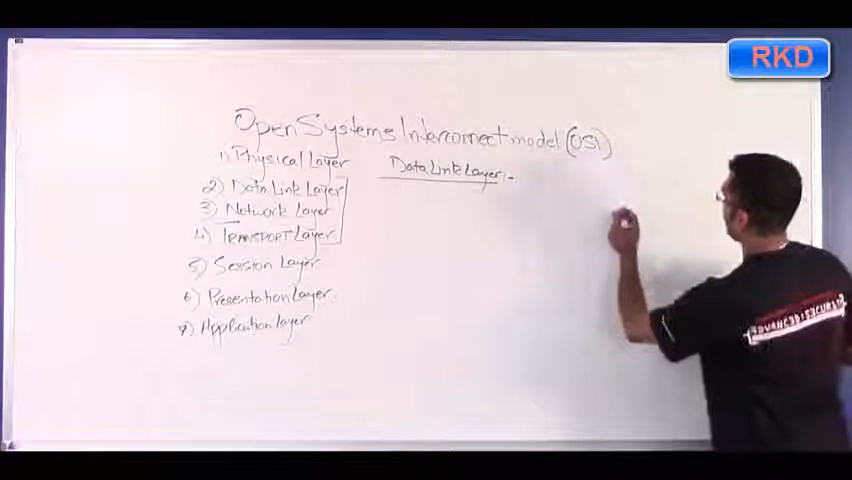 RKD
Open Systems Interconnect model (OSI)
1) Physical Layer
Data Link Layer:-
2) Data Link Layer
3) Network Layer
4) TRANSPORT Layer
5) Session Layer
6) Presentation Layer
7) Application layer